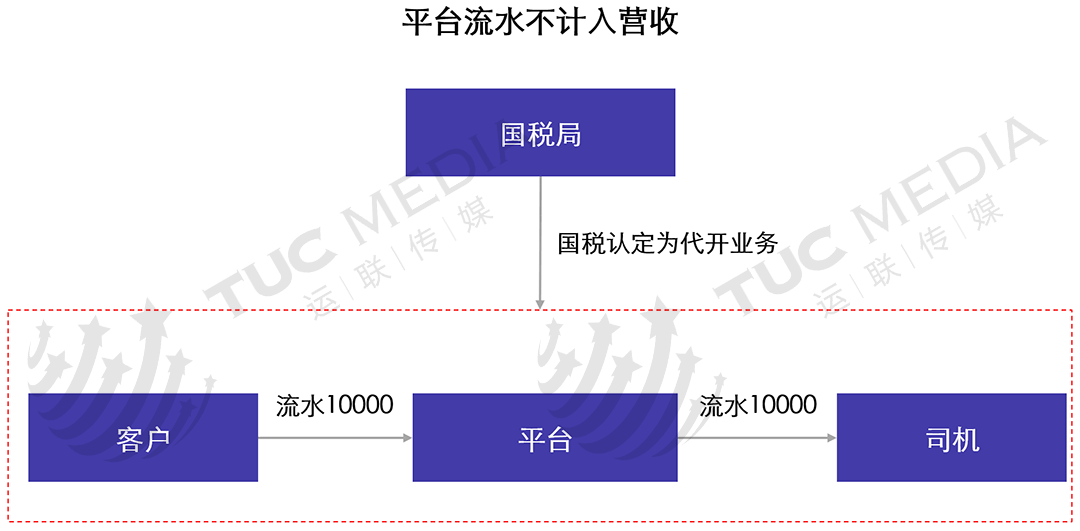 平台流水不计入营收
国税局
TUC MEDIA
运|联|传|媒
TUC MEDIA
运|联|传|媒
国税认定为代开业务
流水10000
流水10000
客户
平台
司机